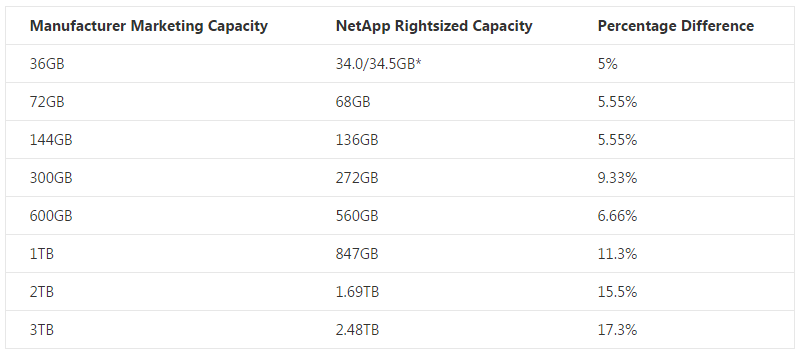 Manufacturer Marketing Capacity NetApp Rightsized Capacity Percentage Difference
36GB 34.0/34.5GB* 5%
72GB 68GB 5.55%
144GB 136GB 5.55%
300GB 272GB 9.33%
600GB 560GB 6.66%
1TB 847GB 11.3%
2TB 1.69TB 15.5%
3TB 2.48TB 17.3%